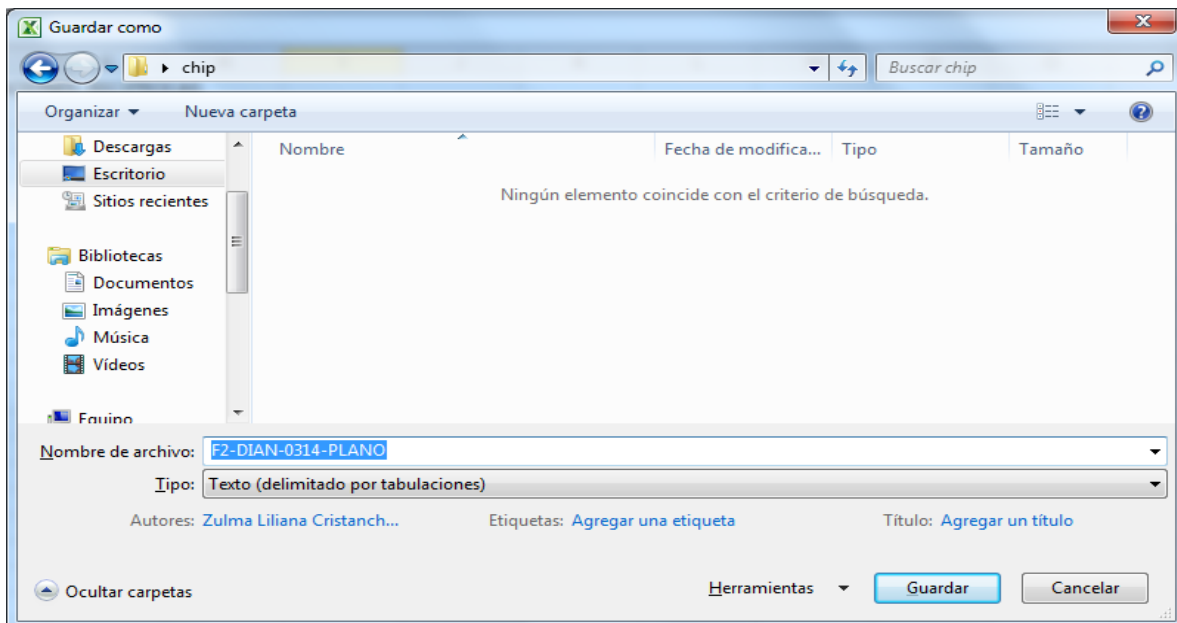 Guardar como
chip
Buscar chip
Organizar Nueva carpeta
Descargas
Escritorio
Sitios recientes
Bibliotecas
Documentos
Imágenes
Música
Vídeos
Equipo
Nombre Fecha de modifica... Tipo Tamaño
Ningún elemento coincide con el criterio de búsqueda.
Nombre de archivo: F2-DIAN-0314-PLANO
Tipo: Texto (delimitado por tabulaciones)
Autores: Zulma Liliana Cristanch... Etiquetas: Agregar una etiqueta Título: Agregar un título
Ocultar carpetas Herramientas Guardar Cancelar